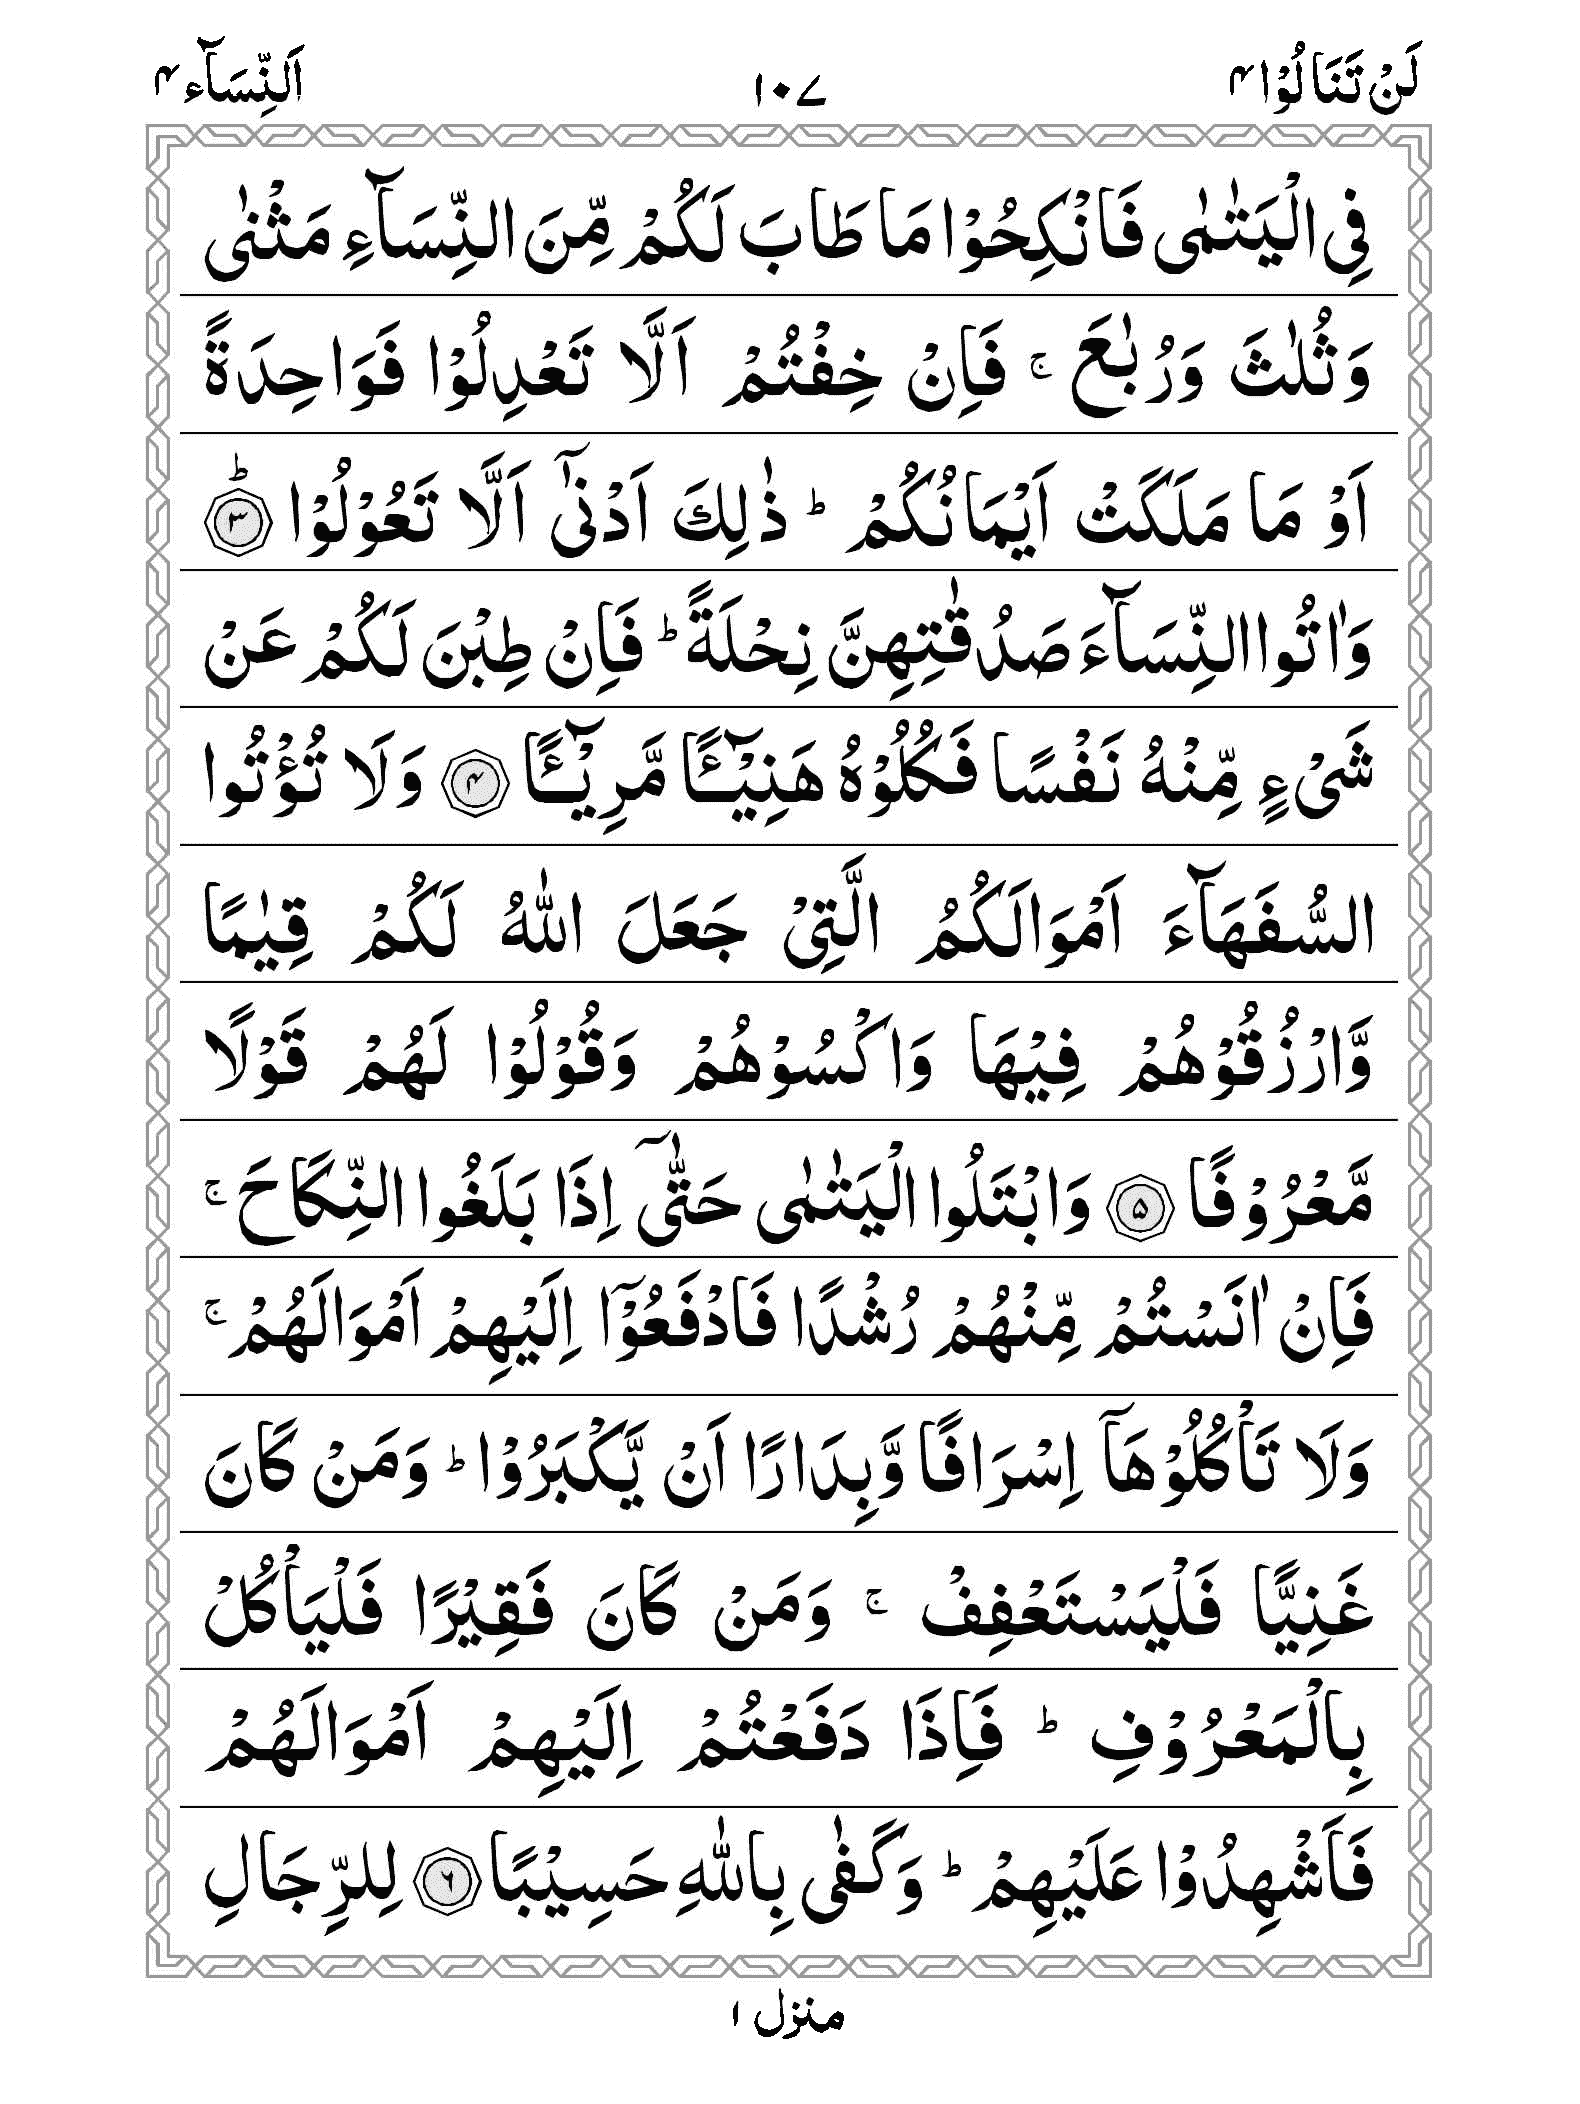 لَنْ تَنَالُوْا ۴ ۱۰۷ اَلنِّسَآء ۴
فِي الْيَتٰمٰى فَانْكِحُوْا مَا طَابَ لَكُمْ مِّنَ النِّسَآءِ مَثْنٰى
وَثُلٰثَ وَرُبٰعَ ۚ فَاِنْ خِفْتُمْ اَلَّا تَعْدِلُوْا فَوَاحِدَةً
اَوْ مَا مَلَكَتْ اَيْمَانُكُمْ ؕ ذٰلِكَ اَدْنٰۤى اَلَّا تَعُوْلُوْا ؕ۝۳
وَاٰتُوا النِّسَآءَ صَدُقٰتِهِنَّ نِحْلَةً ؕ فَاِنْ طِبْنَ لَكُمْ عَنْ
شَيْءٍ مِّنْهُ نَفْسًا فَكُلُوْهُ هَنِيْٓـًٔا مَّرِيْٓـًٔا ۝۴ وَلَا تُؤْتُوا
السُّفَهَآءَ اَمْوَالَكُمُ الَّتِيْ جَعَلَ اللّٰهُ لَكُمْ قِيٰمًا
وَّارْزُقُوْهُمْ فِيْهَا وَاكْسُوْهُمْ وَقُوْلُوْا لَهُمْ قَوْلًا
مَّعْرُوْفًا ۝۵ وَابْتَلُوا الْيَتٰمٰى حَتّٰۤى اِذَا بَلَغُوا النِّكَاحَ ۚ
فَاِنْ اٰنَسْتُمْ مِّنْهُمْ رُشْدًا فَادْفَعُوْۤا اِلَيْهِمْ اَمْوَالَهُمْ ۚ
وَلَا تَاْكُلُوْهَاۤ اِسْرَافًا وَّبِدَارًا اَنْ يَّكْبَرُوْا ؕ وَمَنْ كَانَ
غَنِيًّا فَلْيَسْتَعْفِفْ ۚ وَمَنْ كَانَ فَقِيْرًا فَلْيَاْكُلْ
بِالْمَعْرُوْفِ ؕ فَاِذَا دَفَعْتُمْ اِلَيْهِمْ اَمْوَالَهُمْ
فَاَشْهِدُوْا عَلَيْهِمْ ؕ وَكَفٰى بِاللّٰهِ حَسِيْبًا ۝۶ لِلرِّجَالِ
منزل ۱